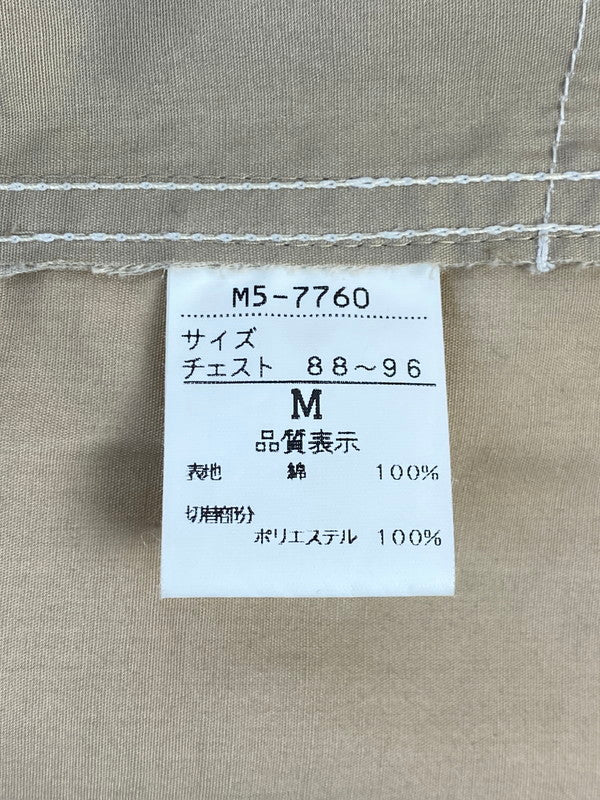 M5-7760
サイズ
チェスト 88〜96
M
品質表示
表地 綿 100%
切替部分
ポリエステル 100%